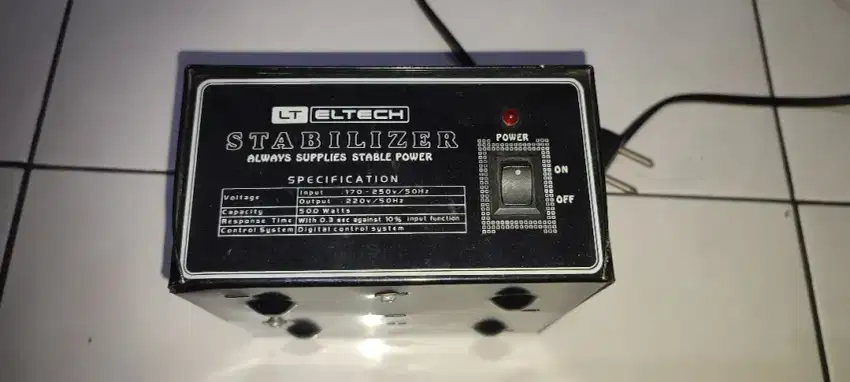 LT ELTECH
STABILIZER
ALWAYS SUPPLIES STABLE POWER
SPECIFICATION
Voltage Input : 170 - 250v/50Hz
Output : 220v/50Hz
Capacity 500 Watts
Response Time With 0.3 sec against 10% input function
Control System Digital control system
POWER
ON
OFF